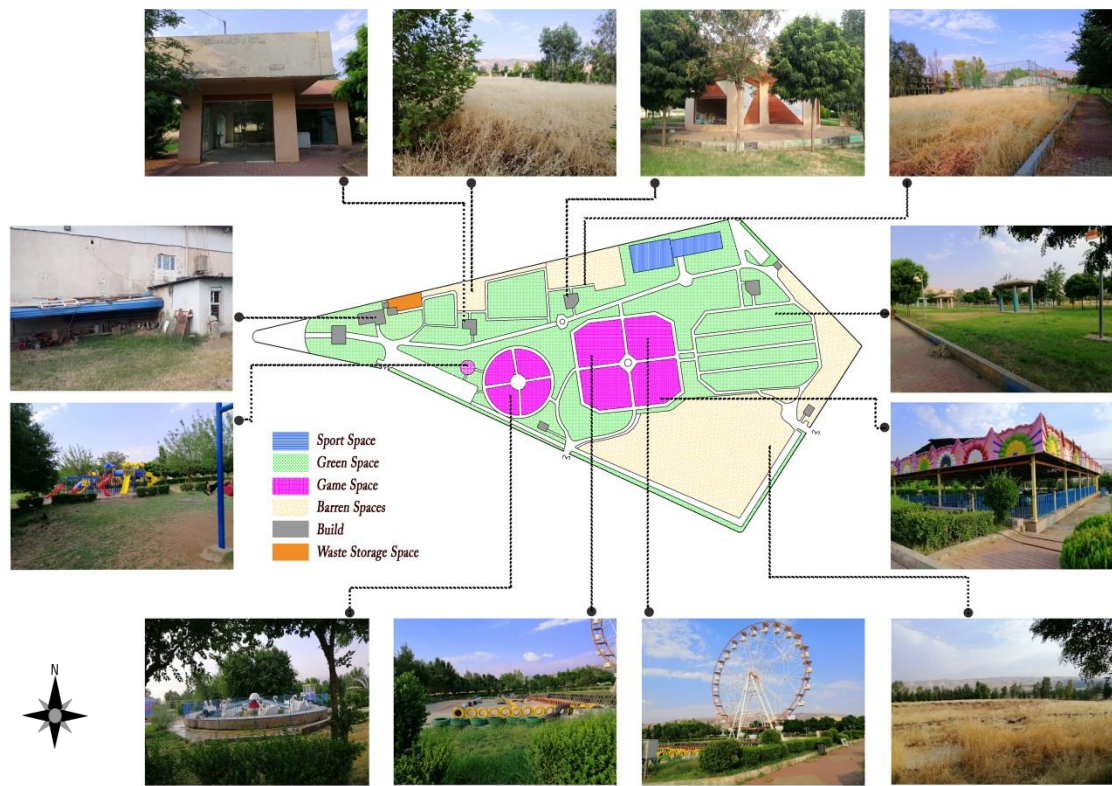 Sport Space
Green Space
Game Space
Barren Spaces
Build
Waste Storage Space
N